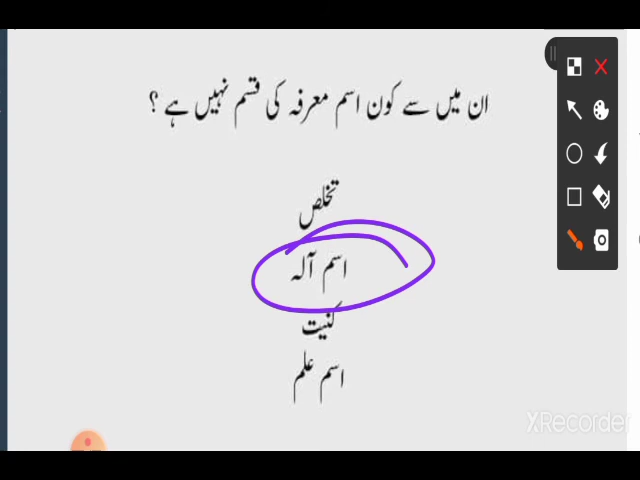 ان میں سے کون اسم معرفہ کی قسم نہیں ہے ؟
تخلص
اسم آلہ
کنیت
اسم علم
XRecorder